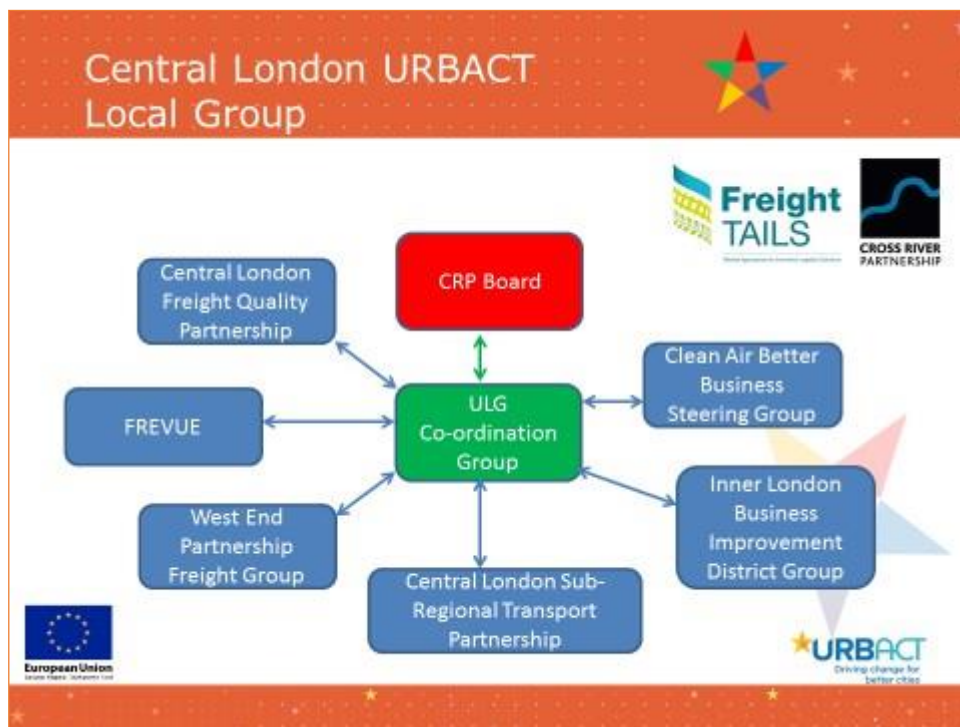 Central London URBACT
Local Group
Freight
TAILS
CROSS RIVER
PARTNERSHIP
CRP Board
Central London
Freight Quality
Partnership
Clean Air Better
Business
Steering Group
ULG
Co-ordination
Group
FREVUE
Inner London
Business
Improvement
District Group
West End
Partnership
Freight Group
Central London Sub-
Regional Transport
Partnership
European Union
URBACT
Driving change for
better cities